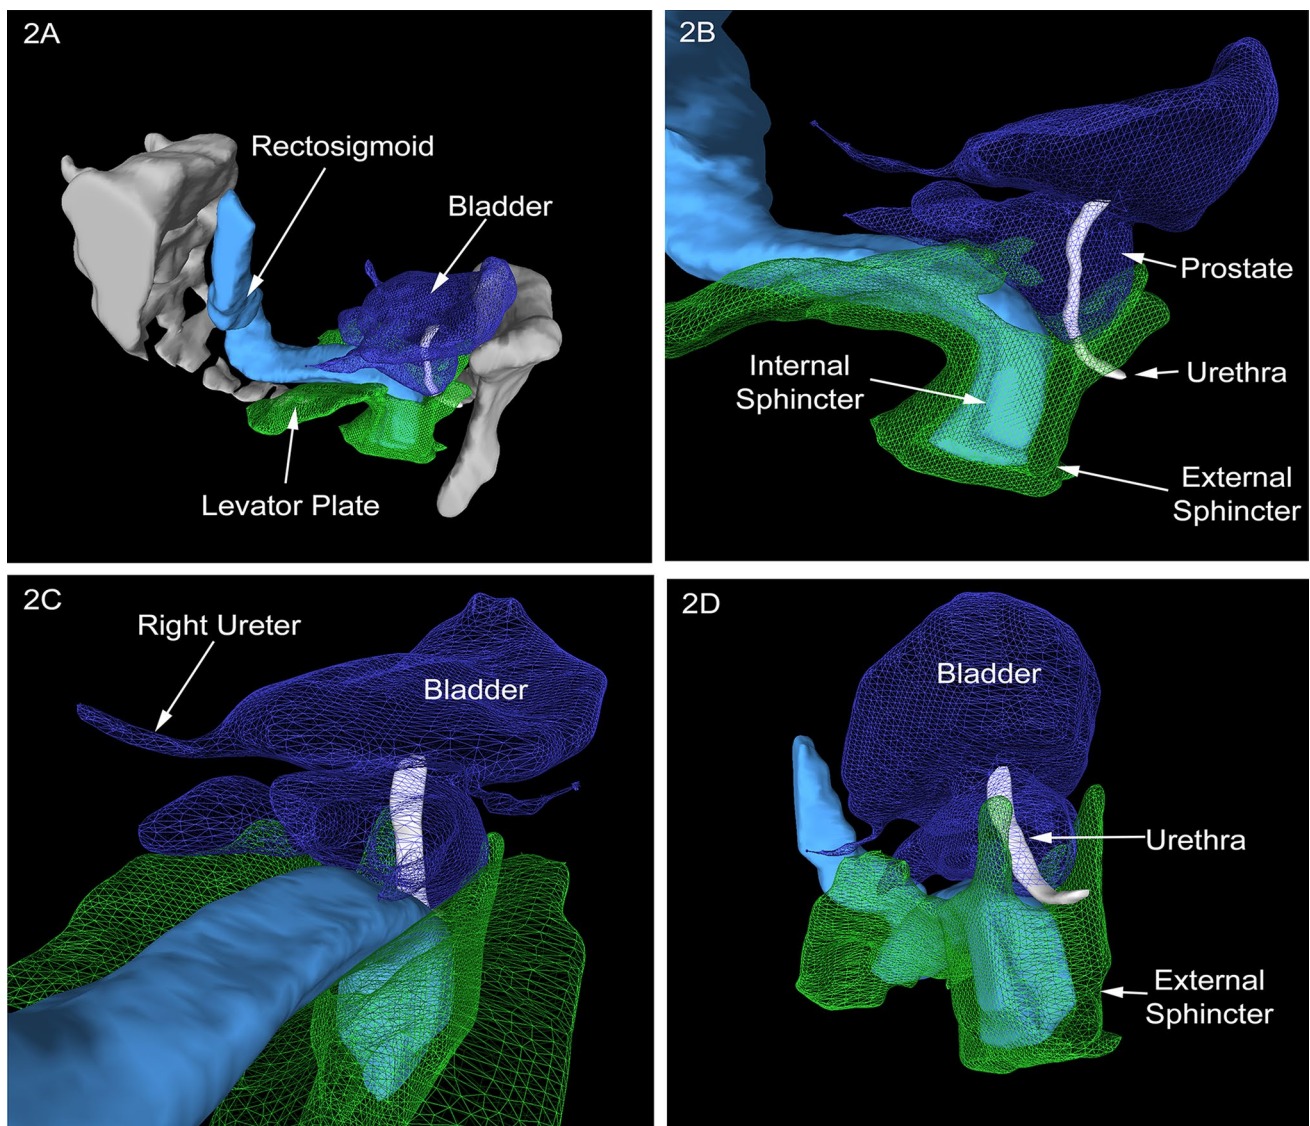 2A
Rectosigmoid
Bladder
Levator Plate
2B
Prostate
Internal
Sphincter
Urethra
External
Sphincter
2C
Right Ureter
Bladder
2D
Bladder
Urethra
External
Sphincter